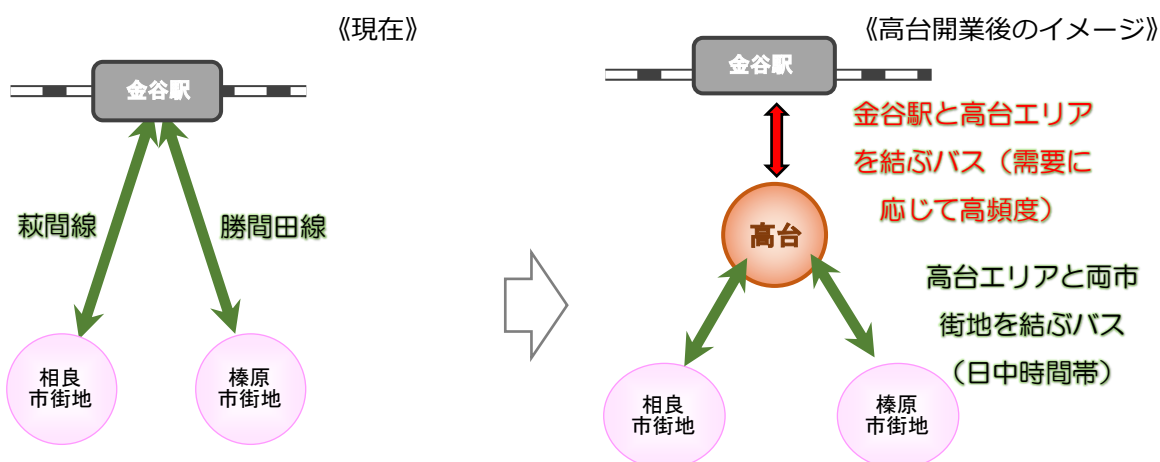 《現在》
金谷駅
萩間線
勝間田線
相良
市街地
榛原
市街地
《高台開業後のイメージ》
金谷駅
金谷駅と高台エリア
を結ぶバス（需要に
応じて高頻度）
高台
高台エリアと両市
街地を結ぶバス
（日中時間帯）
相良
市街地
榛原
市街地